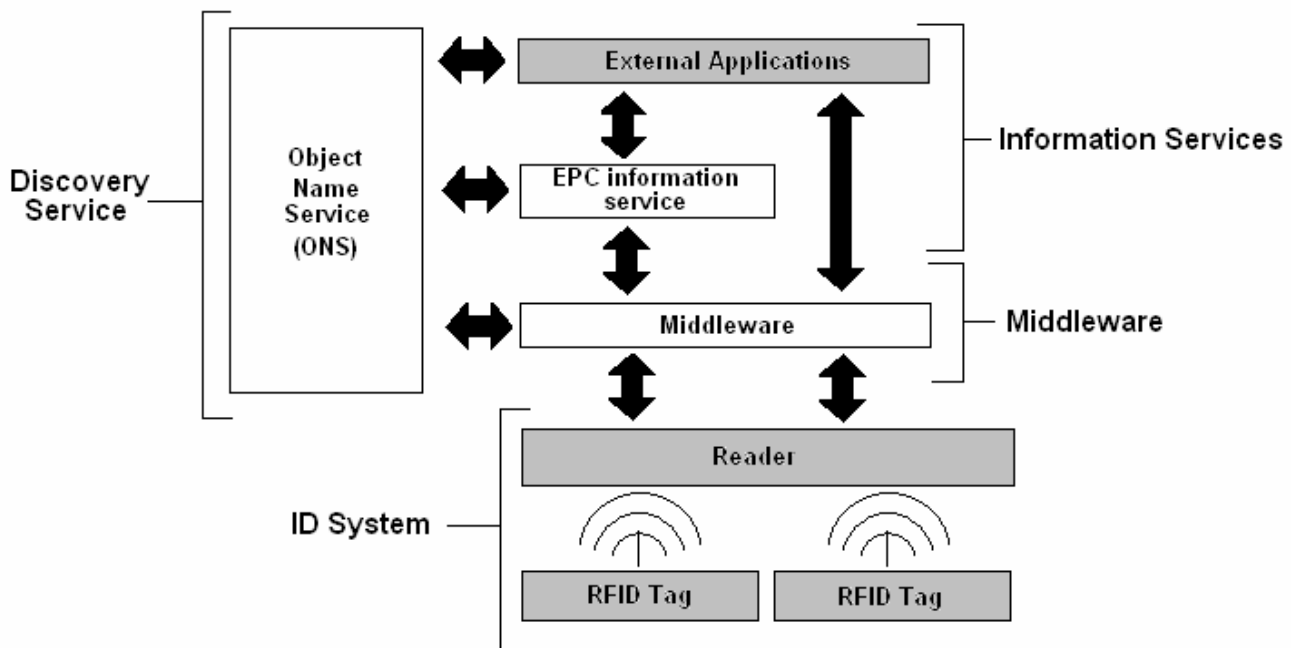 External Applications
Information Services
Object
Name
Service
(ONS)
Discovery
Service
EPC information
service
Middleware
Middleware
Reader
ID System
RFID Tag
RFID Tag